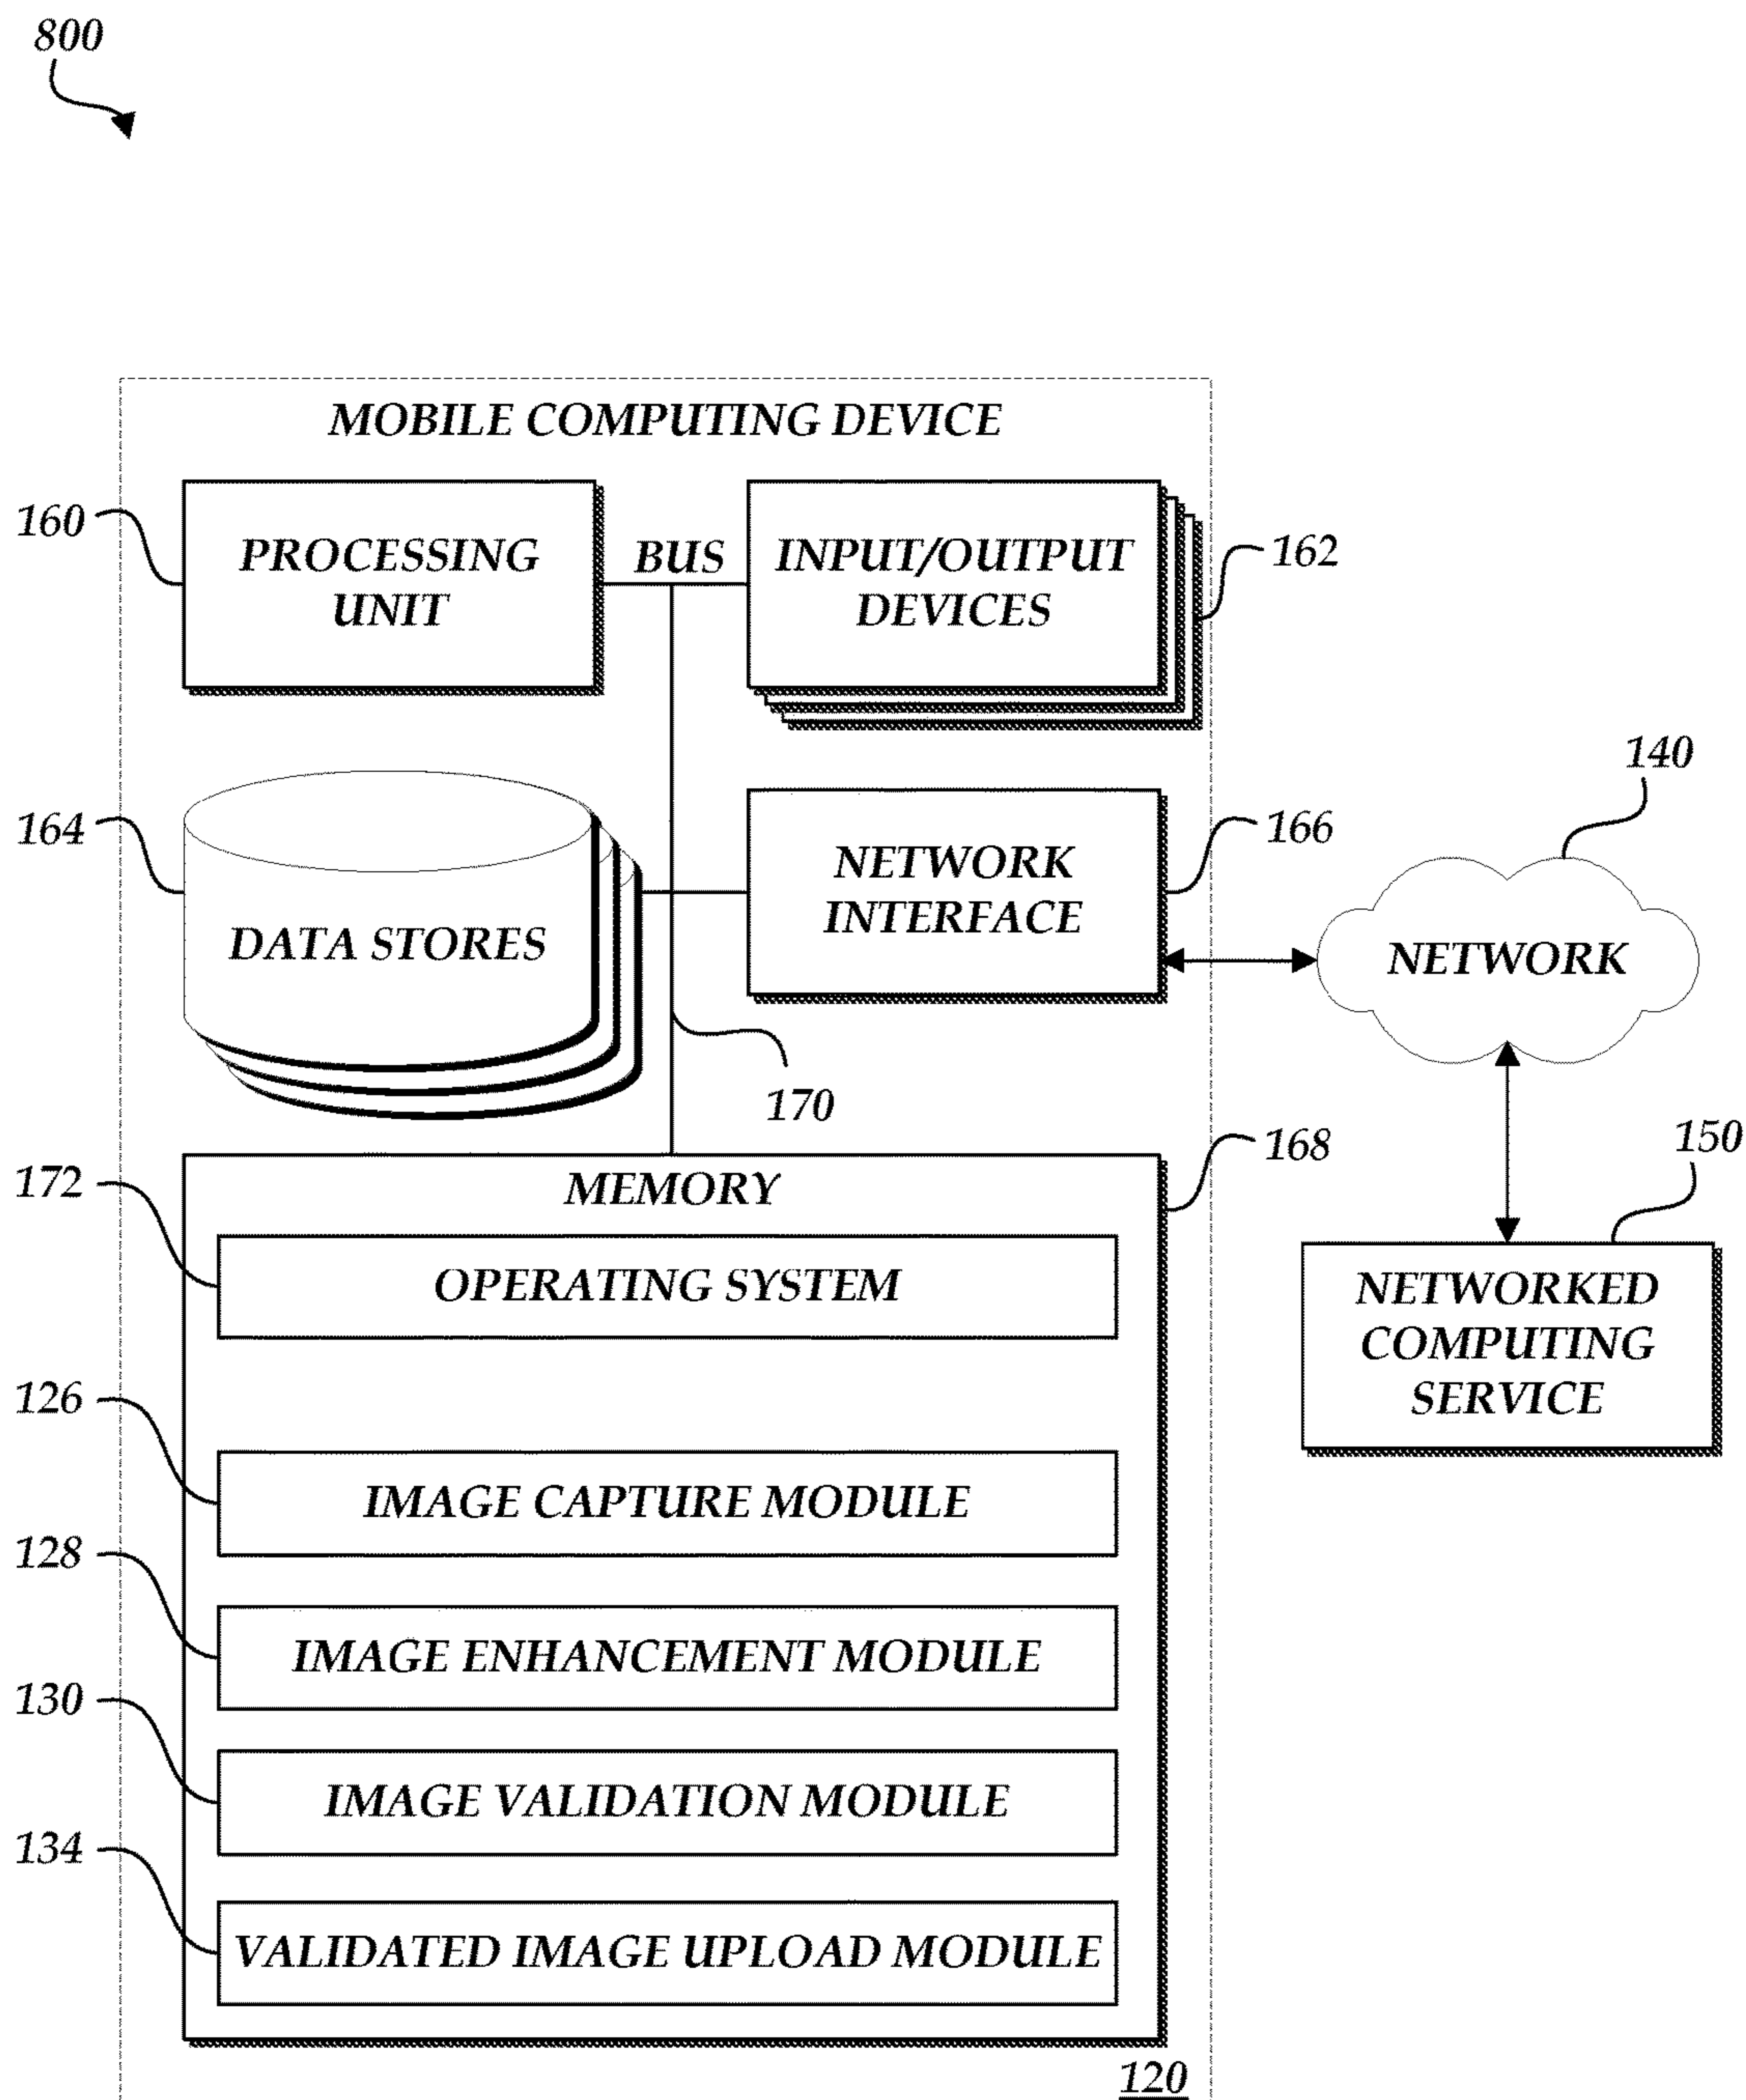 800
MOBILE COMPUTING DEVICE
160
PROCESSING
UNIT
BUS
INPUT/OUTPUT
DEVICES
162
164
DATA STORES
NETWORK
INTERFACE
166
140
NETWORK
170
168
150
NETWORKED
COMPUTING
SERVICE
MEMORY
172
OPERATING SYSTEM
126
IMAGE CAPTURE MODULE
128
IMAGE ENHANCEMENT MODULE
130
IMAGE VALIDATION MODULE
134
VALIDATED IMAGE UPLOAD MODULE
120